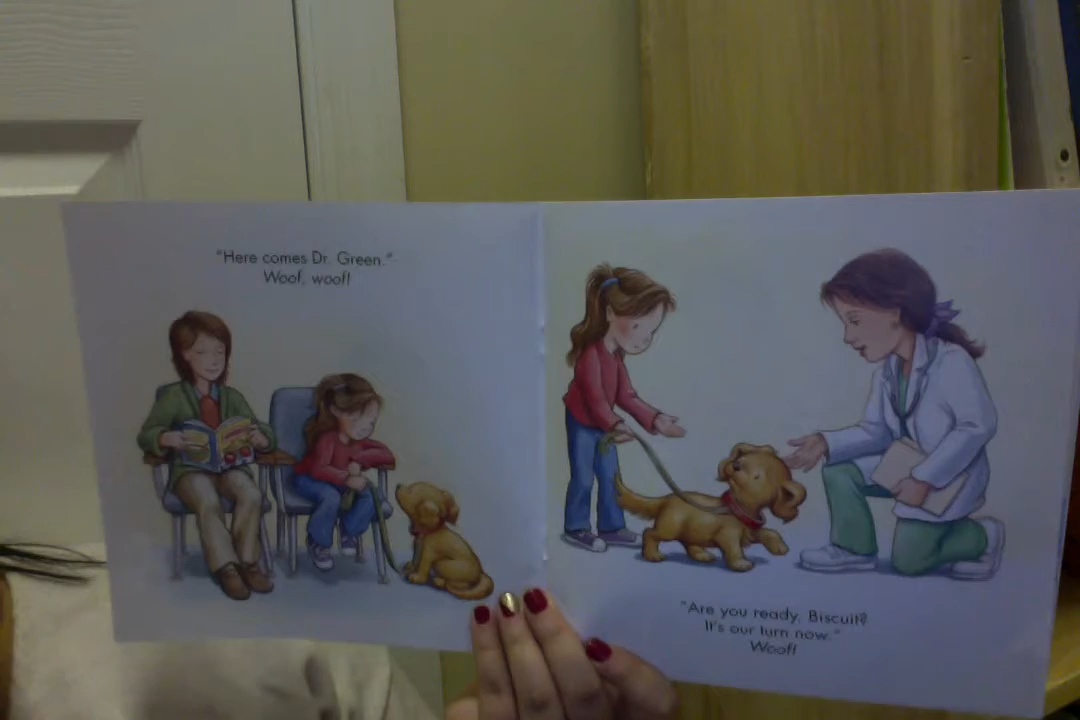 "Here comes Dr. Green."
Woof, woof!
"Are you ready, Biscuit?
It's our turn now."
Woof!